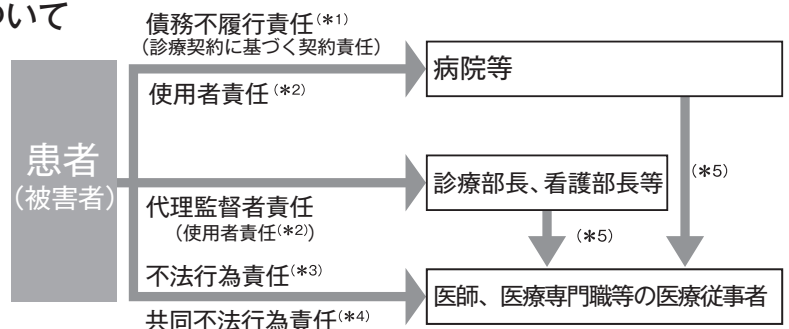 ついて
債務不履行責任(*1)
(診療契約に基づく契約責任)
病院等
使用者責任(*2)
患者
(被害者)
診療部長、看護部長等
(*5)
代理監督者責任
(使用者責任(*2))
(*5)
不法行為責任(*3)
医師、医療専門職等の医療従事者
共同不法行為責任(*4)